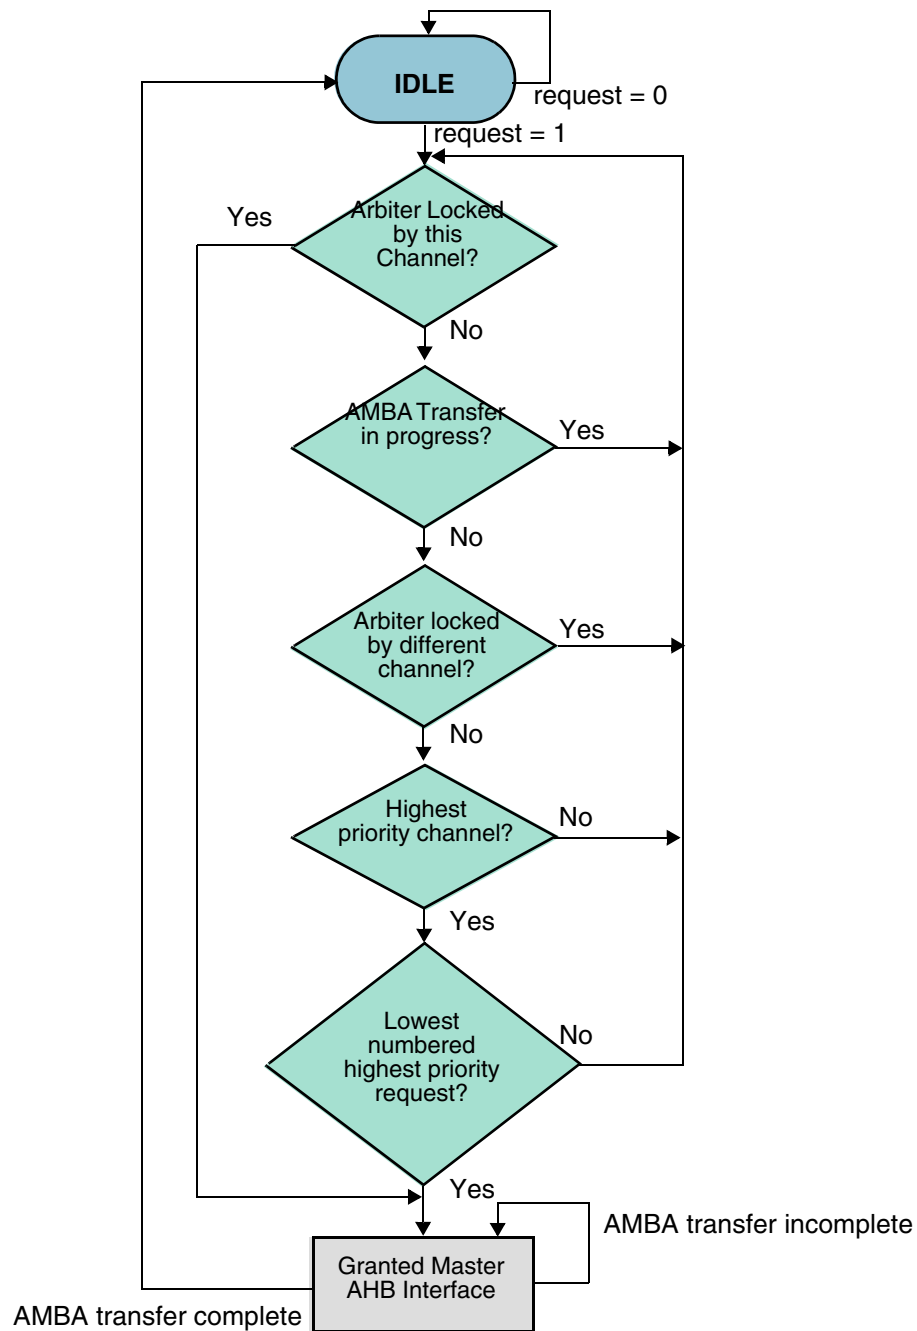 IDLE
request = 0
request = 1
Yes
Arbiter Locked
by this
Channel?
No
AMBA Transfer
in progress?
Yes
No
Arbiter locked
by different
channel?
Yes
No
Highest
priority channel?
No
Yes
Lowest
numbered
highest priority
request?
No
Yes
AMBA transfer incomplete
Granted Master
AHB Interface
AMBA transfer complete